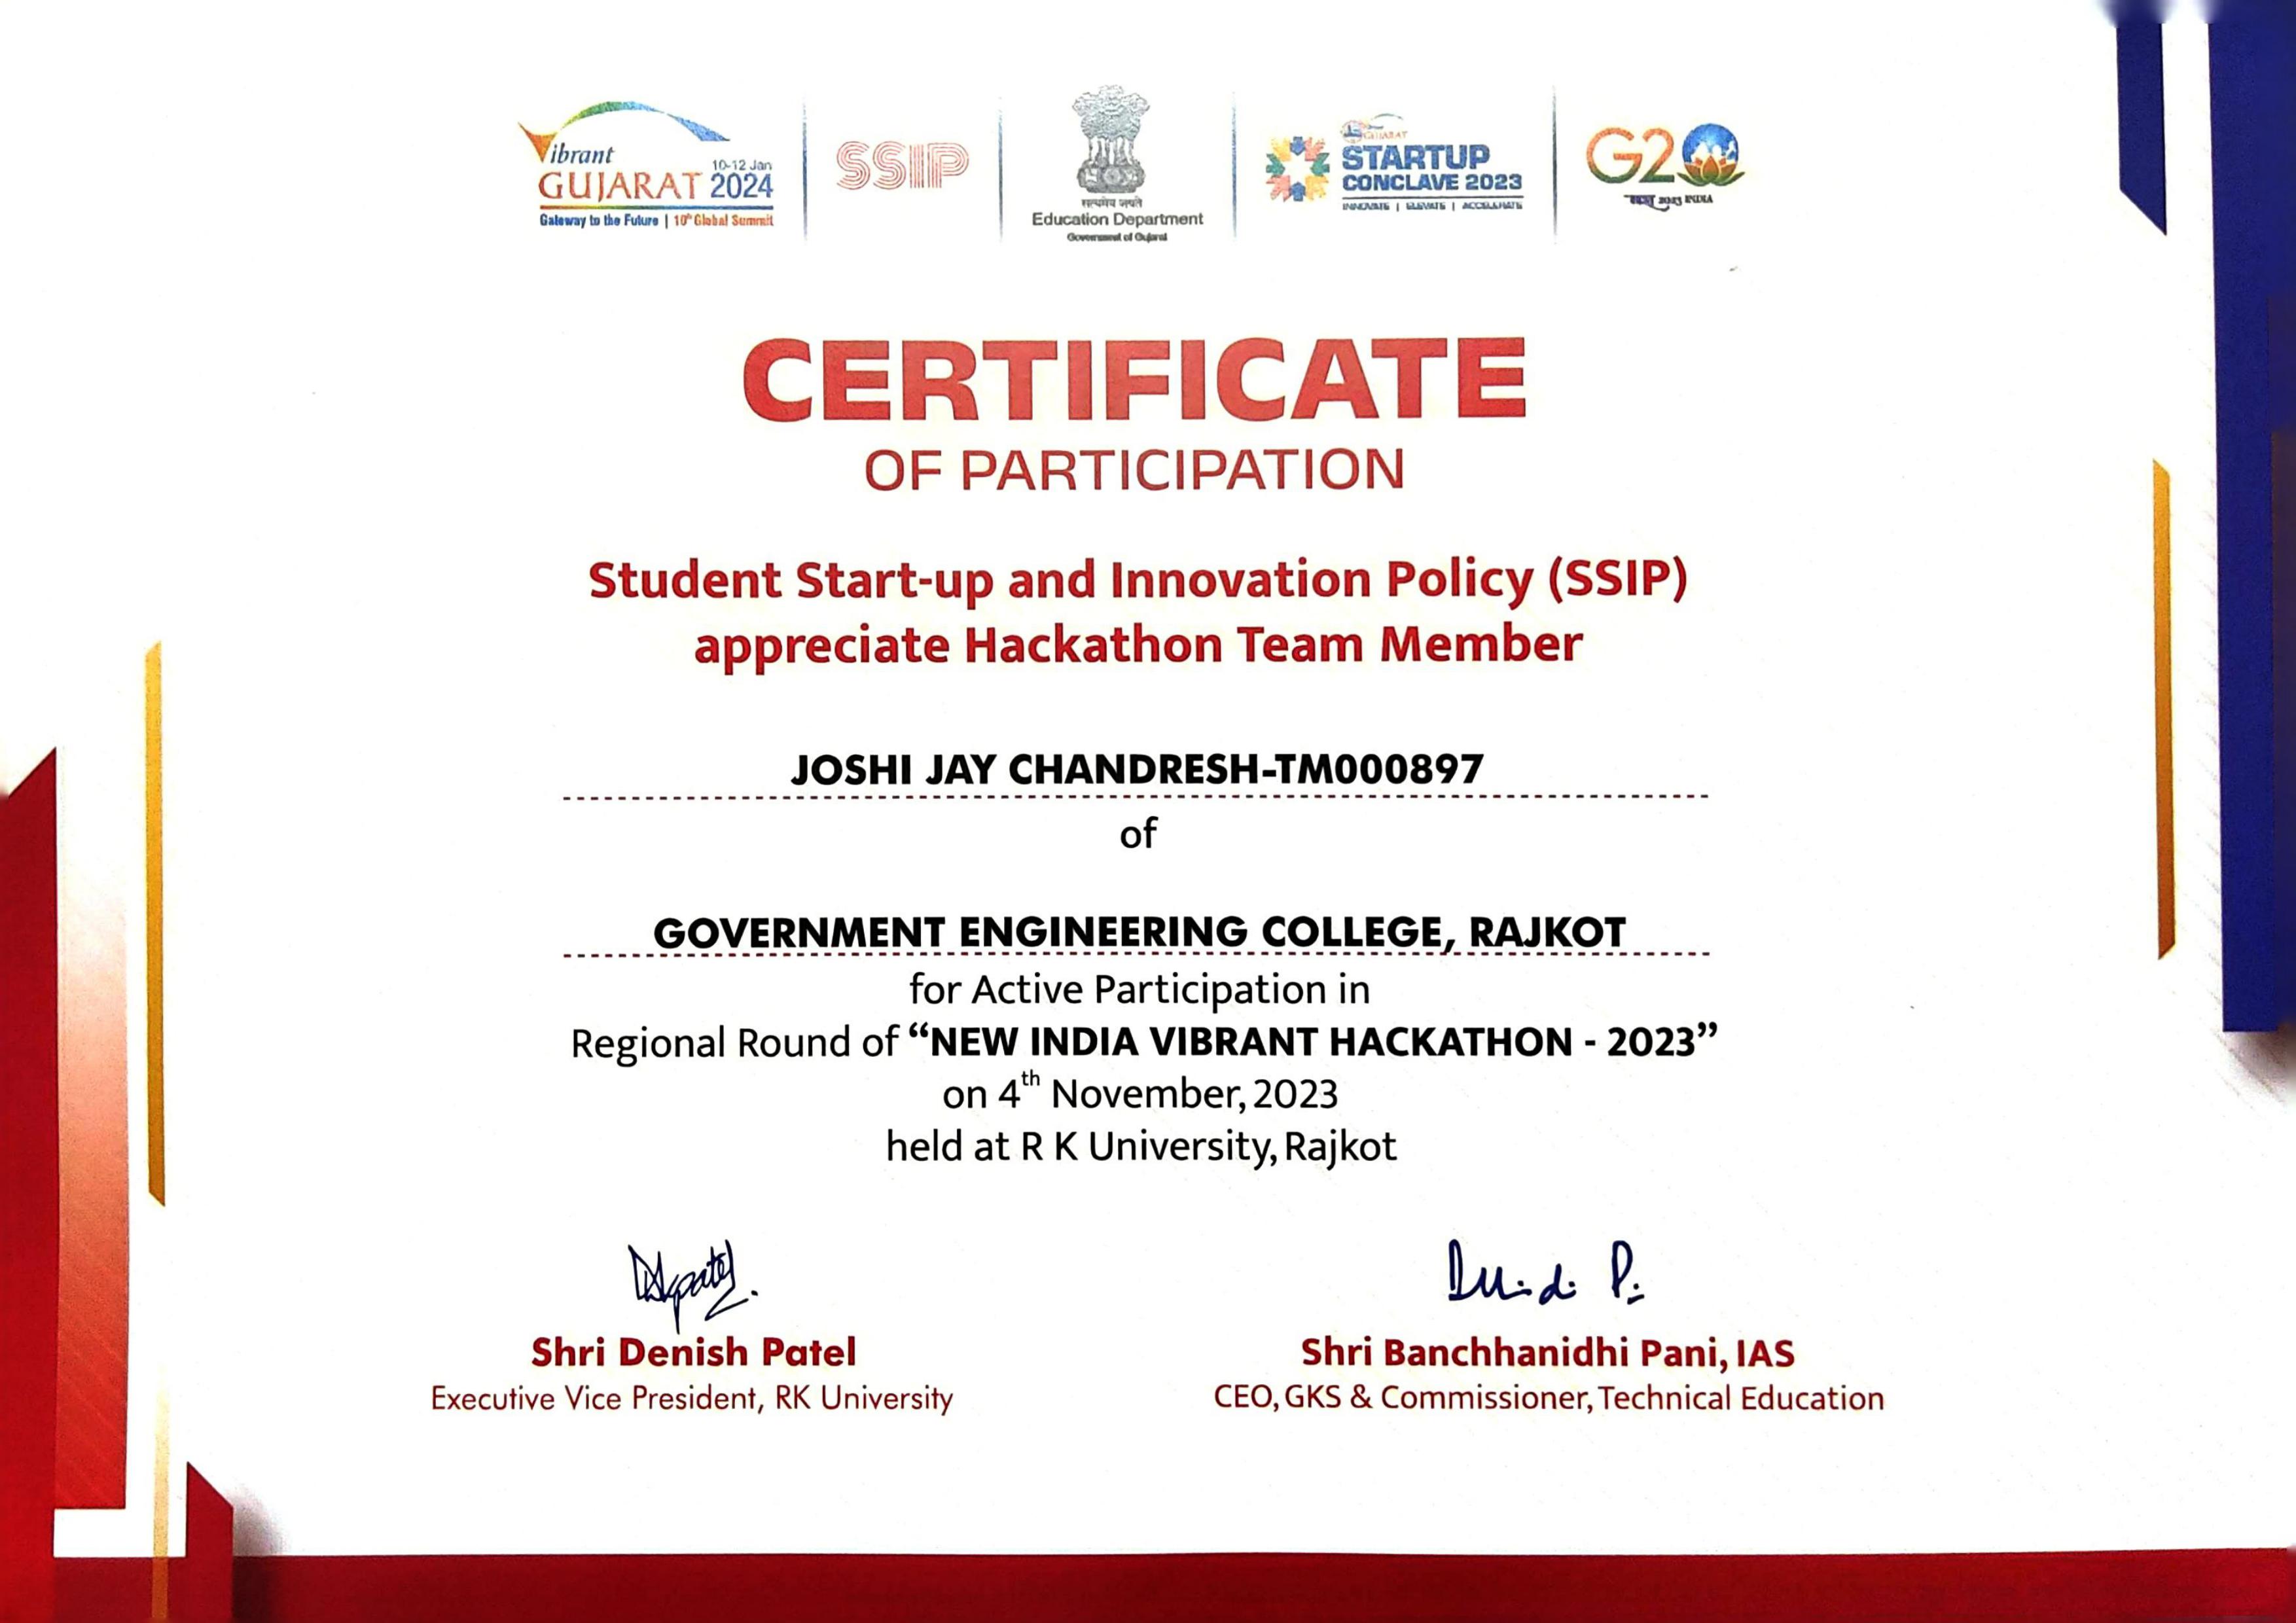 Vibrant
GUJARAT 10-12 Jan 2024
Gateway to the Future | 10th Global Summit
SSIP
सत्यमेव जयते
Education Department
Government of Gujarat
GUJARAT
STARTUP
CONCLAVE 2023
INNOVATE | ELEVATE | ACCELERATE
G20
भारत 2023 INDIA
CERTIFICATE
OF PARTICIPATION
Student Start-up and Innovation Policy (SSIP)
appreciate Hackathon Team Member
JOSHI JAY CHANDRESH-TM000897
of
GOVERNMENT ENGINEERING COLLEGE, RAJKOT
for Active Participation in
Regional Round of “NEW INDIA VIBRANT HACKATHON - 2023”
on 4th November, 2023
held at R K University, Rajkot
Shri Denish Patel
Executive Vice President, RK University
Shri Banchhanidhi Pani, IAS
CEO, GKS & Commissioner, Technical Education